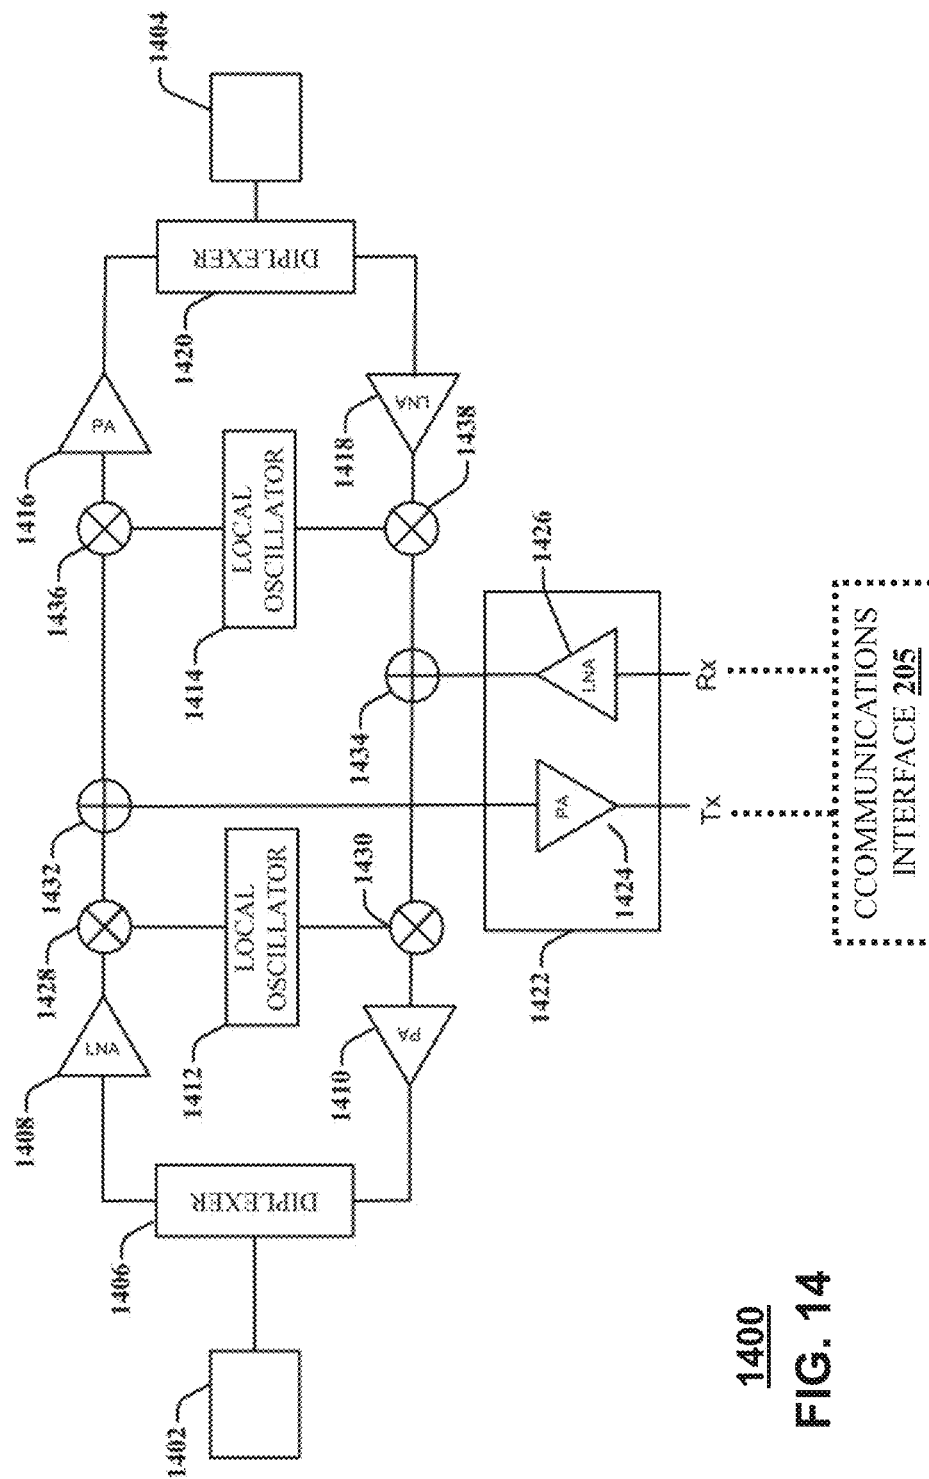 1404
DIPLEXER
1420
PA
1416
LNA
1418
1438
LOCAL
OSCILLATOR
1414
1436
1426
LNA
Rx
1434
1432
PA
Tx
1424
1430
1428
LOCAL
OSCILLATOR
1412
1422
CCOMMUNICATIONS
INTERFACE 205
LNA
1408
PA
1410
DIPLEXER
1406
1402
1400
FIG. 14